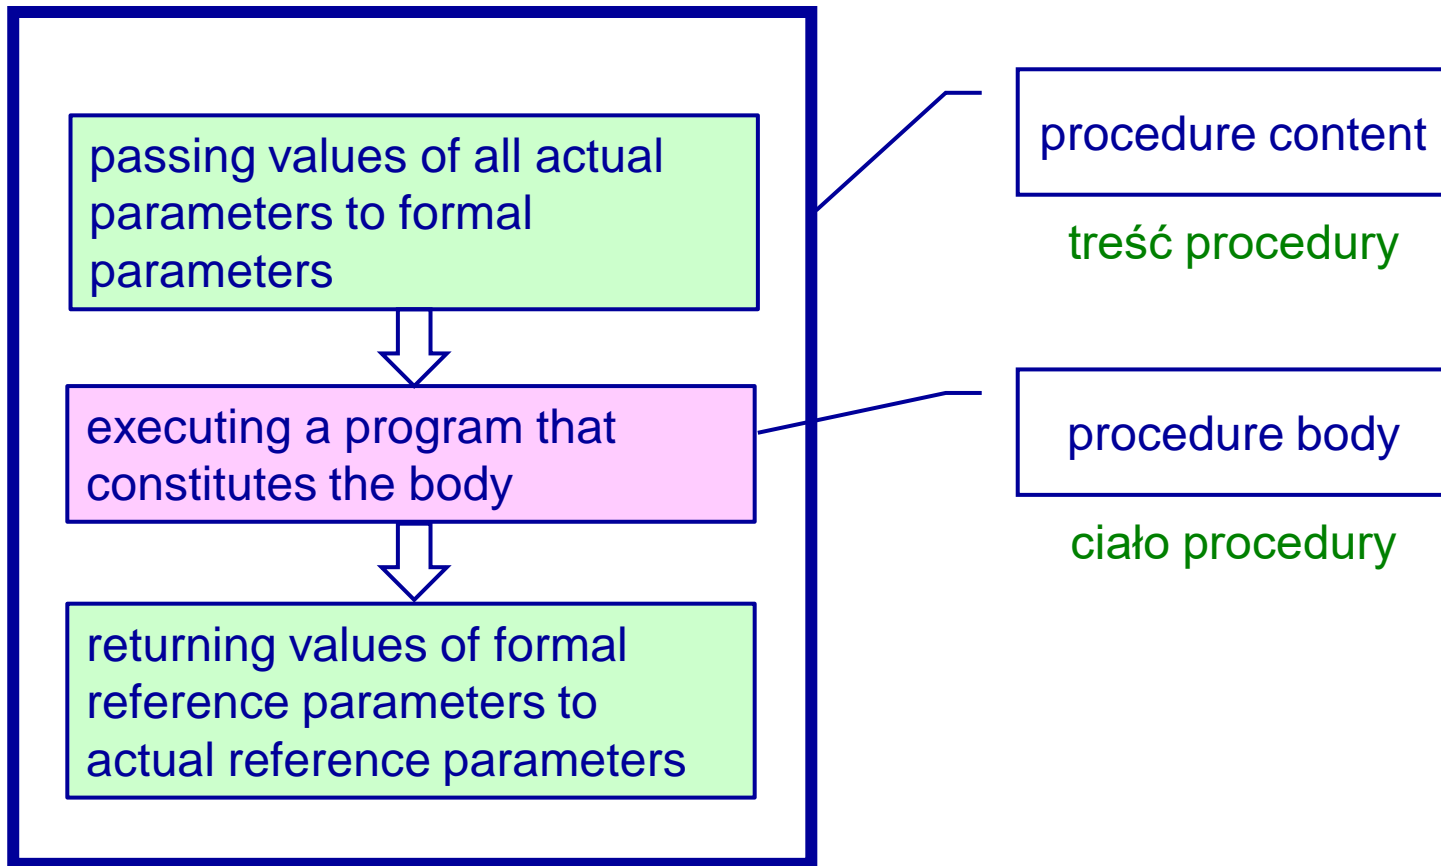 passing values of all actual
parameters to formal
parameters
executing a program that
constitutes the body
returning values of formal
reference parameters to
actual reference parameters
procedure content
treść procedury
procedure body
ciało procedury